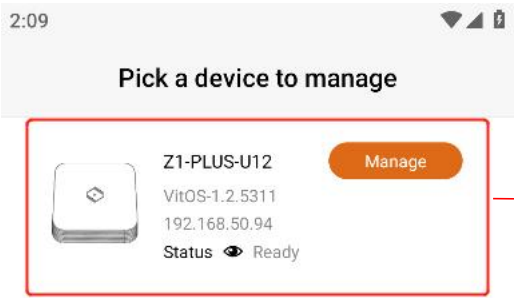 2:09
Pick a device to manage
Z1-PLUS-U12
Manage
VitOS-1.2.5311
192.168.50.94
Status Ready